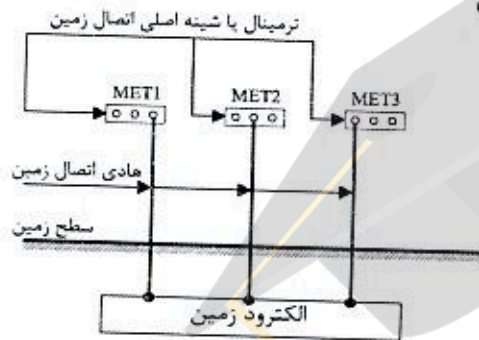 ترمینال یا شینه اصلی اتصال زمین
MET1 MET2 MET3
هادی اتصال زمین
سطح زمین
الکترود زمین